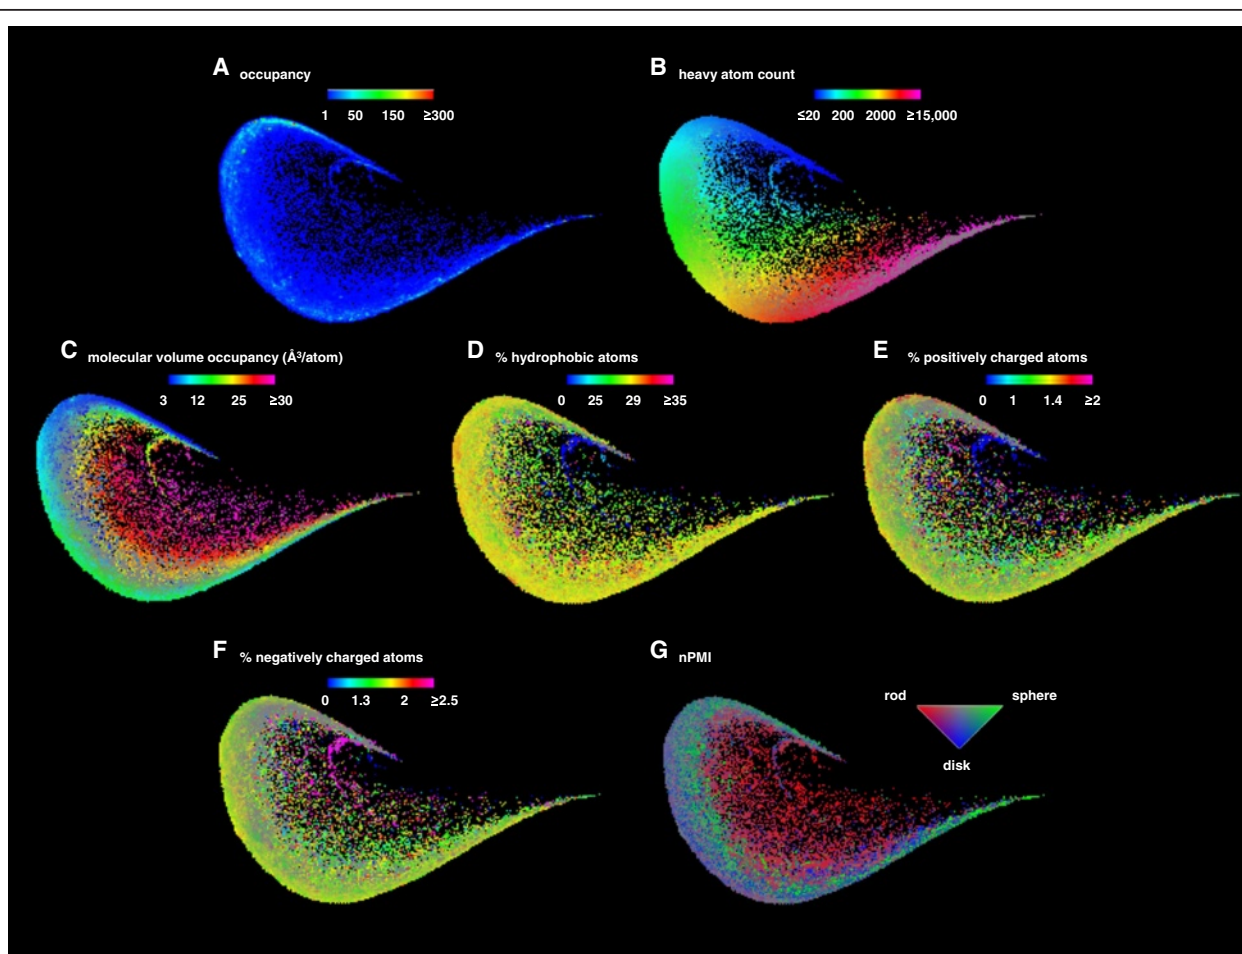 A occupancy
1 50 150 ≥300
B heavy atom count
≤20 200 2000 ≥15,000
C molecular volume occupancy (Å³/atom)
3 12 25 ≥30
D % hydrophobic atoms
0 25 29 ≥35
E % positively charged atoms
0 1 1.4 ≥2
F % negatively charged atoms
0 1.3 2 ≥2.5
G nPMI
rod sphere
disk